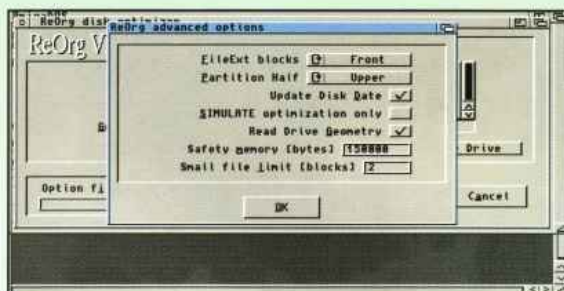 ReOrg disk optimizer
ReOrg advanced options
ReOrg V
FileExt blocks Front
Partition Half Upper
Update Disk Date
SIMULATE optimization only
Read Drive Geometry
Safety memory [bytes] 150000
Small file limit [blocks] 2
Drive
Option fi
Cancel
OK